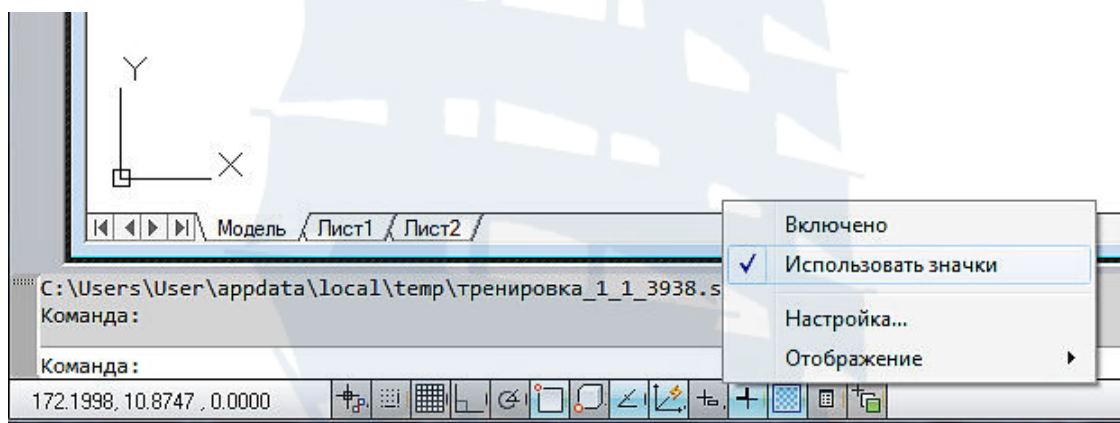 Y
X
Модель Лист1 Лист2
C:\Users\User\appdata\local\temp\тренировка_1_1_3938.s
Команда:
Команда:
172.1998, 10.8747 , 0.0000
Включено
Использовать значки
Настройка...
Отображение